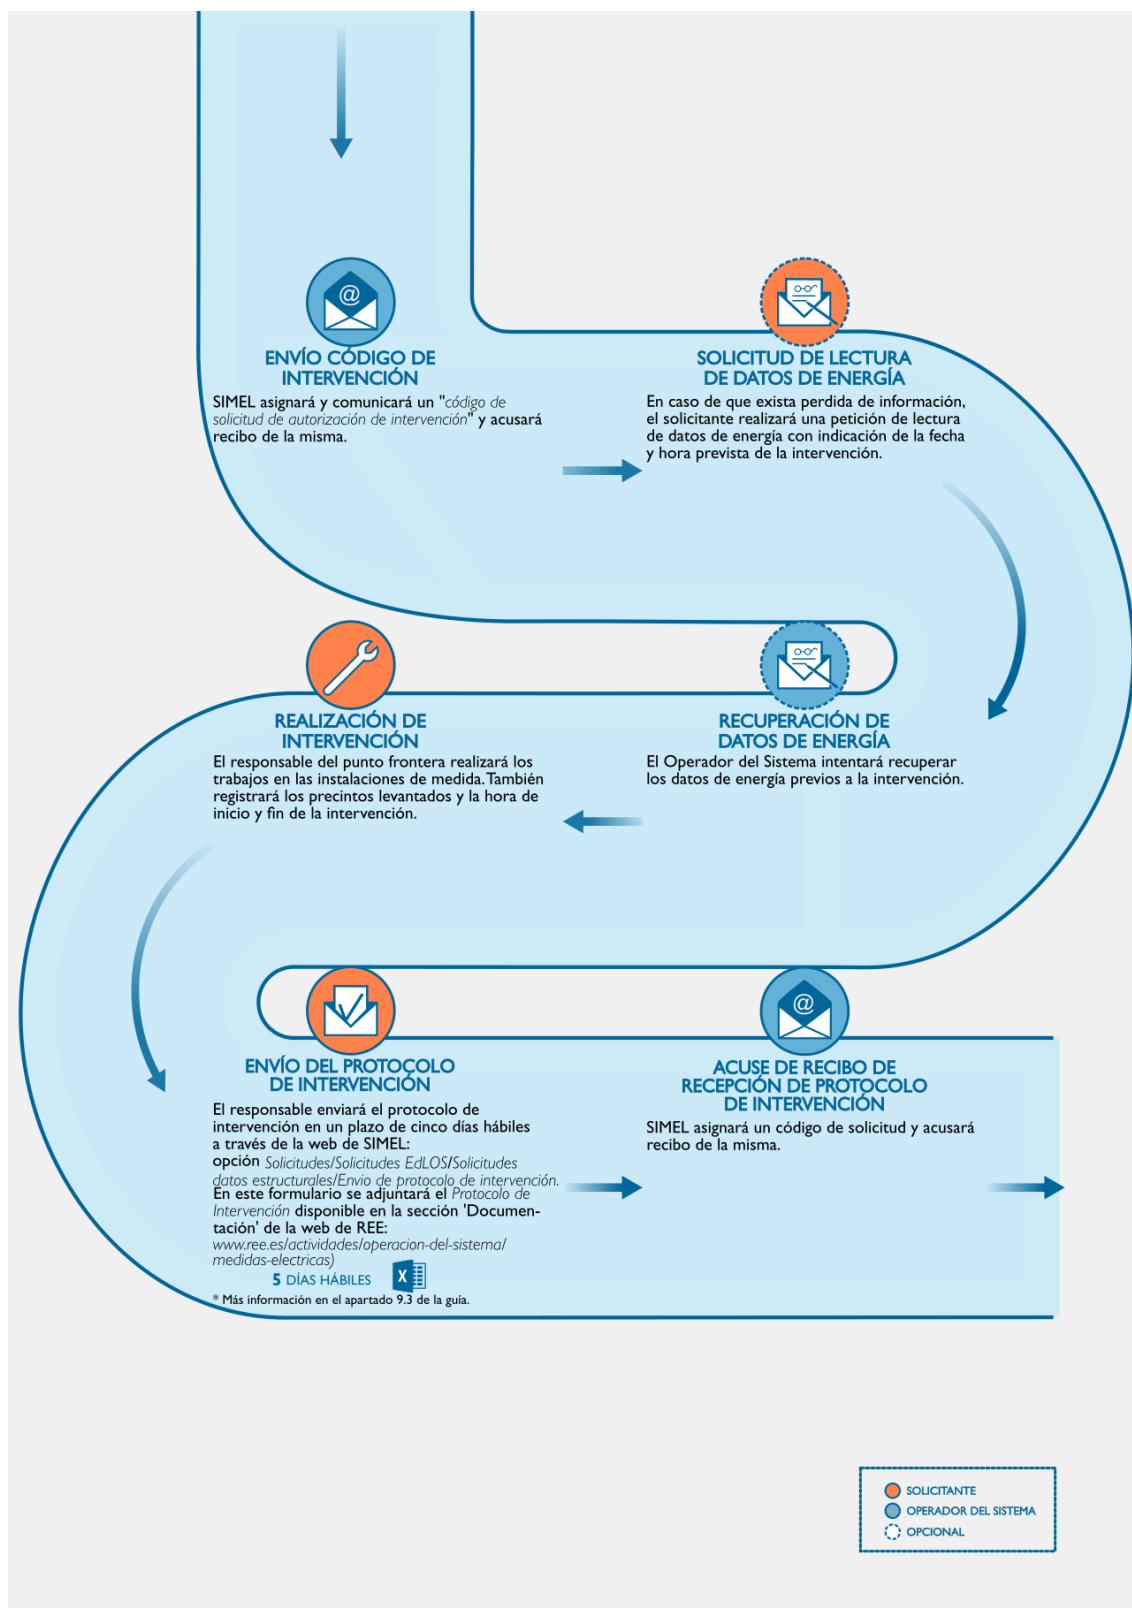 ENVÍO CÓDIGO DE
INTERVENCIÓN
SIMEL asignará y comunicará un "código de
solicitud de autorización de intervención" y acusará
recibo de la misma.
SOLICITUD DE LECTURA
DE DATOS DE ENERGÍA
En caso de que exista perdida de información,
el solicitante realizará una petición de lectura
de datos de energía con indicación de la fecha
y hora prevista de la intervención.
RECUPERACIÓN DE
DATOS DE ENERGÍA
El Operador del Sistema intentará recuperar
los datos de energía previos a la intervención.
REALIZACIÓN DE
INTERVENCIÓN
El responsable del punto frontera realizará los
trabajos en las instalaciones de medida. También
registrará los precintos levantados y la hora de
inicio y fin de la intervención.
ENVÍO DEL PROTOCOLO
DE INTERVENCIÓN
El responsable enviará el protocolo de
intervención en un plazo de cinco días hábiles
a través de la web de SIMEL:
opción Solicitudes/Solicitudes EdLOS/Solicitudes
datos estructurales/Envio de protocolo de intervención.
En este formulario se adjuntará el Protocolo de
Intervención disponible en la sección 'Documen-
tación' de la web de REE:
www.ree.es/actividades/operacion-del-sistema/
medidas-electricas)
5 DÍAS HÁBILES
X
* Más información en el apartado 9.3 de la guía.
ACUSE DE RECIBO DE
RECEPCIÓN DE PROTOCOLO
DE INTERVENCIÓN
SIMEL asignará un código de solicitud y acusará
recibo de la misma.
SOLICITANTE
OPERADOR DEL SISTEMA
OPCIONAL